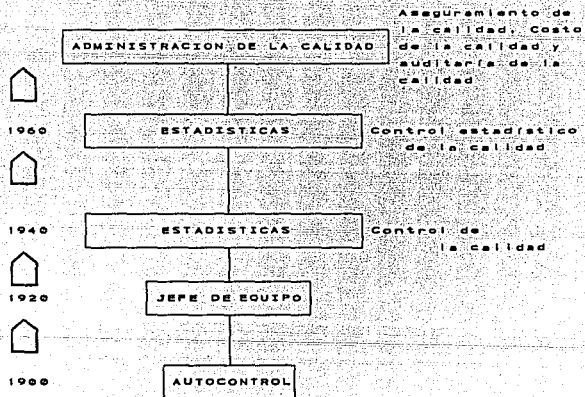 Aseguramiento de
la calidad, Costo
ADMINISTRACION DE LA CALIDAD
de la calidad y
auditaría de la
calidad
1960
ESTADISTICAS
Control estadístico
de la calidad
1940
ESTADISTICAS
Control de
la calidad
1920
JEFE DE EQUIPO
1900
AUTOCONTROL